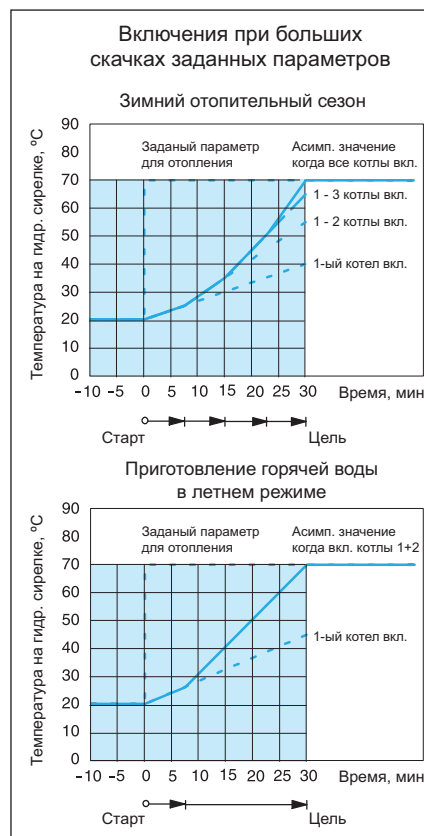 Включения при больших
скачках заданных параметров
Зимний отопительный сезон
Температура на гидр. сирелке, ºC
90
80
70
60
50
40
30
20
10
0
Заданый параметр
для отопления
Асимп. значение
когда все котлы вкл.
1 - 3 котлы вкл.
1 - 2 котлы вкл.
1-ый котел вкл.
-10 -5 0 5 10 15 20 25 30 Время, мин
Старт Цель
Приготовление горячей воды
в летнем режиме
Температура на гидр. сирелке, ºC
90
80
70
60
50
40
30
20
10
0
Заданый параметр
для отопления
Асимп. значение
когда вкл. котлы 1+2
1-ый котел вкл.
-10 -5 0 5 10 15 20 25 30 Время, мин
Старт Цель